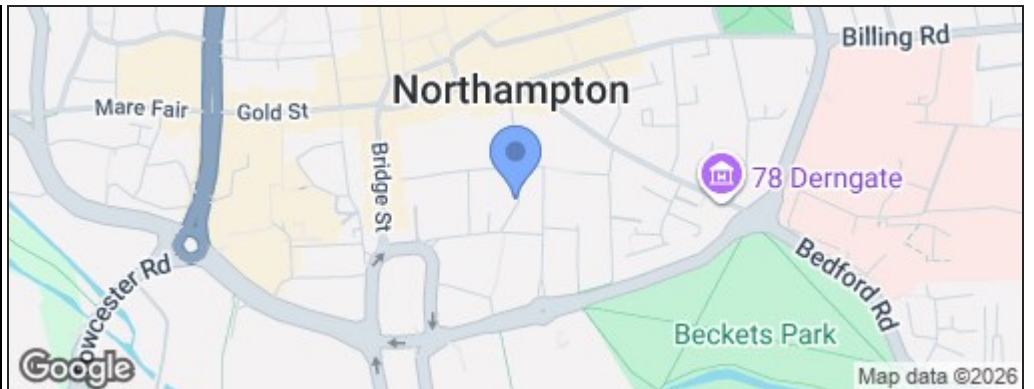 Billing Rd
Northampton
Mare Fair
Gold St
Bridge St
78 Derngate
Bedford Rd
Towcester Rd
Beckets Park
Google
Map data ©2026